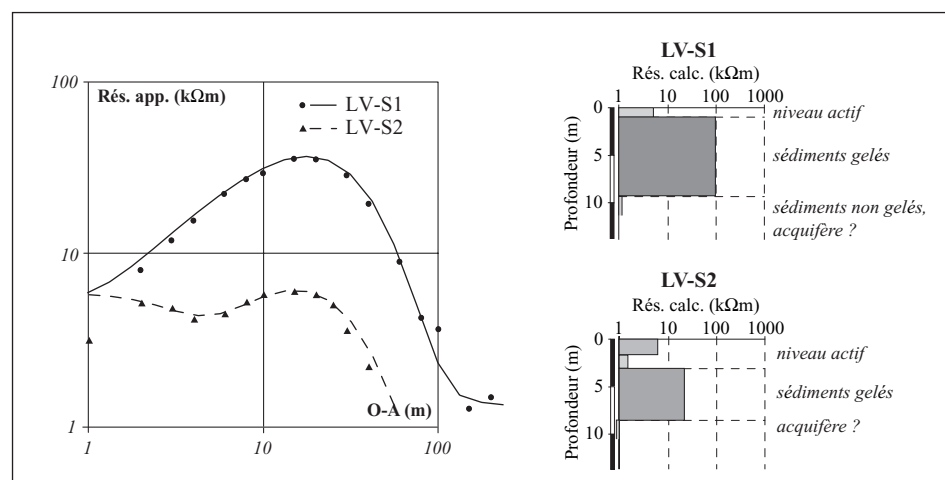 100
Rés. app. (kΩm)
LV-S1
LV-S2
10
O-A (m)
1
1
10
100
LV-S1
Rés. calc. (kΩm)
1 10 100 1000
0
5
10
Profondeur (m)
niveau actif
sédiments gelés
sédiments non gelés,
acquifère ?
LV-S2
Rés. calc. (kΩm)
1 10 100 1000
0
5
10
Profondeur (m)
niveau actif
sédiments gelés
acquifère ?